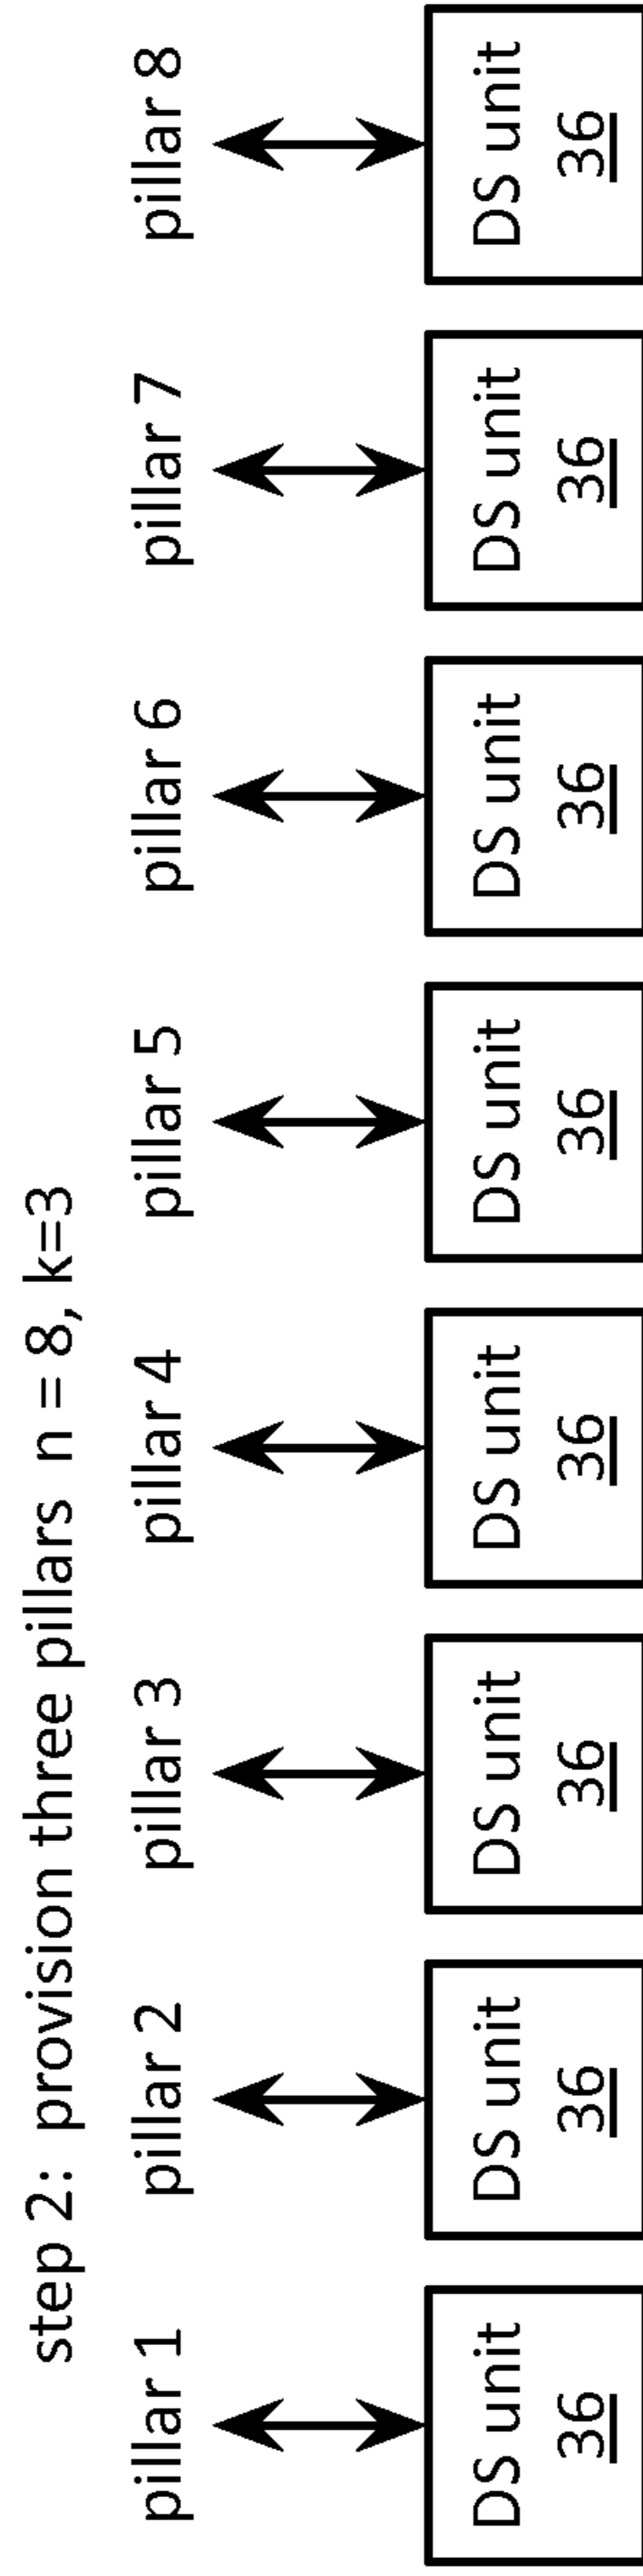 step 2: provision three pillars n = 8, k=3
pillar 1 pillar 2 pillar 3 pillar 4 pillar 5 pillar 6 pillar 7 pillar 8
DS unit DS unit DS unit DS unit DS unit DS unit DS unit DS unit
36 36 36 36 36 36 36 36